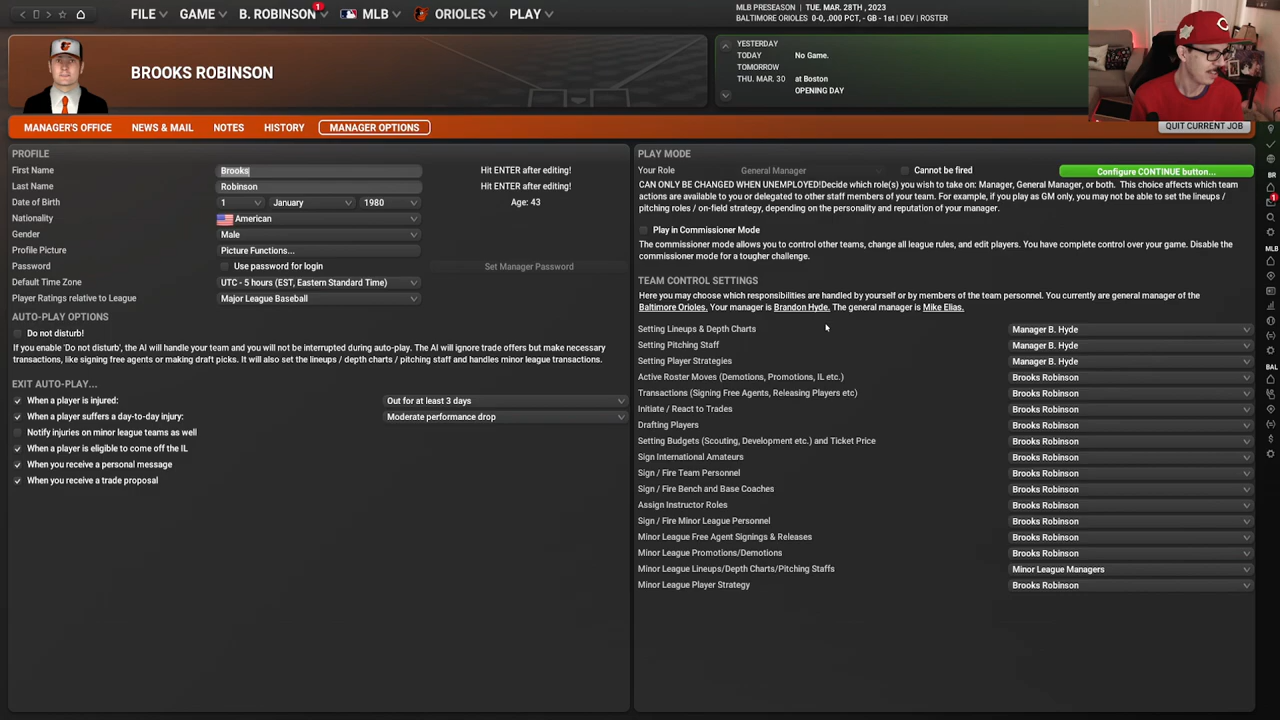 FILE GAME B. ROBINSON 1 MLB ORIOLES PLAY
MLB PRESEASON | TUE. MAR. 28TH, 2023
BALTIMORE ORIOLES 0-0, .000 PCT, - GB - 1st | DEV | ROSTER
BROOKS ROBINSON
YESTERDAY
TODAY No Game.
TOMORROW
THU. MAR. 30 at Boston
OPENING DAY
MANAGER'S OFFICE NEWS & MAIL NOTES HISTORY MANAGER OPTIONS
QUIT CURRENT JOB
PROFILE
First Name Brooks Hit ENTER after editing!
Last Name Robinson Hit ENTER after editing!
Date of Birth 1 January 1980 Age: 43
Nationality American
Gender Male
Profile Picture Picture Functions...
Password Use password for login Set Manager Password
Default Time Zone UTC - 5 hours (EST, Eastern Standard Time)
Player Ratings relative to League Major League Baseball
AUTO-PLAY OPTIONS
Do not disturb!
If you enable 'Do not disturb', the AI will handle your team and you will not be interrupted during auto-play. The AI will ignore trade offers but make necessary
transactions, like signing free agents or making draft picks. It will also set the lineups / depth charts / pitching staff and handles minor league transactions.
EXIT AUTO-PLAY...
When a player is injured: Out for at least 3 days
When a player suffers a day-to-day injury: Moderate performance drop
Notify injuries on minor league teams as well
When a player is eligible to come off the IL
When you receive a personal message
When you receive a trade proposal
PLAY MODE
Your Role General Manager Cannot be fired Configure CONTINUE button...
CAN ONLY BE CHANGED WHEN UNEMPLOYED!Decide which role(s) you wish to take on: Manager, General Manager, or both. This choice affects which team
actions are available to you or delegated to other staff members of your team. For example, if you play as GM only, you may not be able to set the lineups /
pitching roles / on-field strategy, depending on the personality and reputation of your manager.
Play in Commissioner Mode
The commissioner mode allows you to control other teams, change all league rules, and edit players. You have complete control over your game. Disable the
commissioner mode for a tougher challenge.
TEAM CONTROL SETTINGS
Here you may choose which responsibilities are handled by yourself or by members of the team personnel. You currently are general manager of the
Baltimore Orioles. Your manager is Brandon Hyde. The general manager is Mike Elias.
Setting Lineups & Depth Charts Manager B. Hyde
Setting Pitching Staff Manager B. Hyde
Setting Player Strategies Manager B. Hyde
Active Roster Moves (Demotions, Promotions, IL etc.) Brooks Robinson
Transactions (Signing Free Agents, Releasing Players etc) Brooks Robinson
Initiate / React to Trades Brooks Robinson
Drafting Players Brooks Robinson
Setting Budgets (Scouting, Development etc.) and Ticket Price Brooks Robinson
Sign International Amateurs Brooks Robinson
Sign / Fire Team Personnel Brooks Robinson
Sign / Fire Bench and Base Coaches Brooks Robinson
Assign Instructor Roles Brooks Robinson
Sign / Fire Minor League Personnel Brooks Robinson
Minor League Free Agent Signings & Releases Brooks Robinson
Minor League Promotions/Demotions Brooks Robinson
Minor League Lineups/Depth Charts/Pitching Staffs Minor League Managers
Minor League Player Strategy Brooks Robinson
BR
1
MLB
BAL